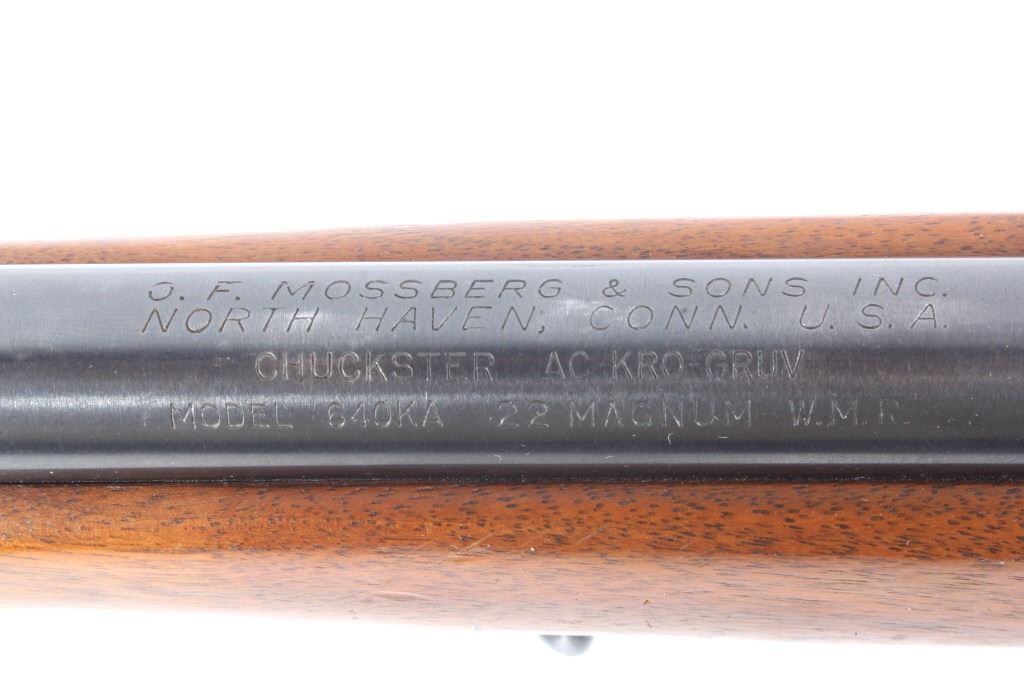 O. F. MOSSBERG & SONS INC.
NORTH HAVEN, CONN. U. S. A.
CHUCKSTER AC-KRO-GRUV
MODEL 640KA 22 MAGNUM W.M.R.